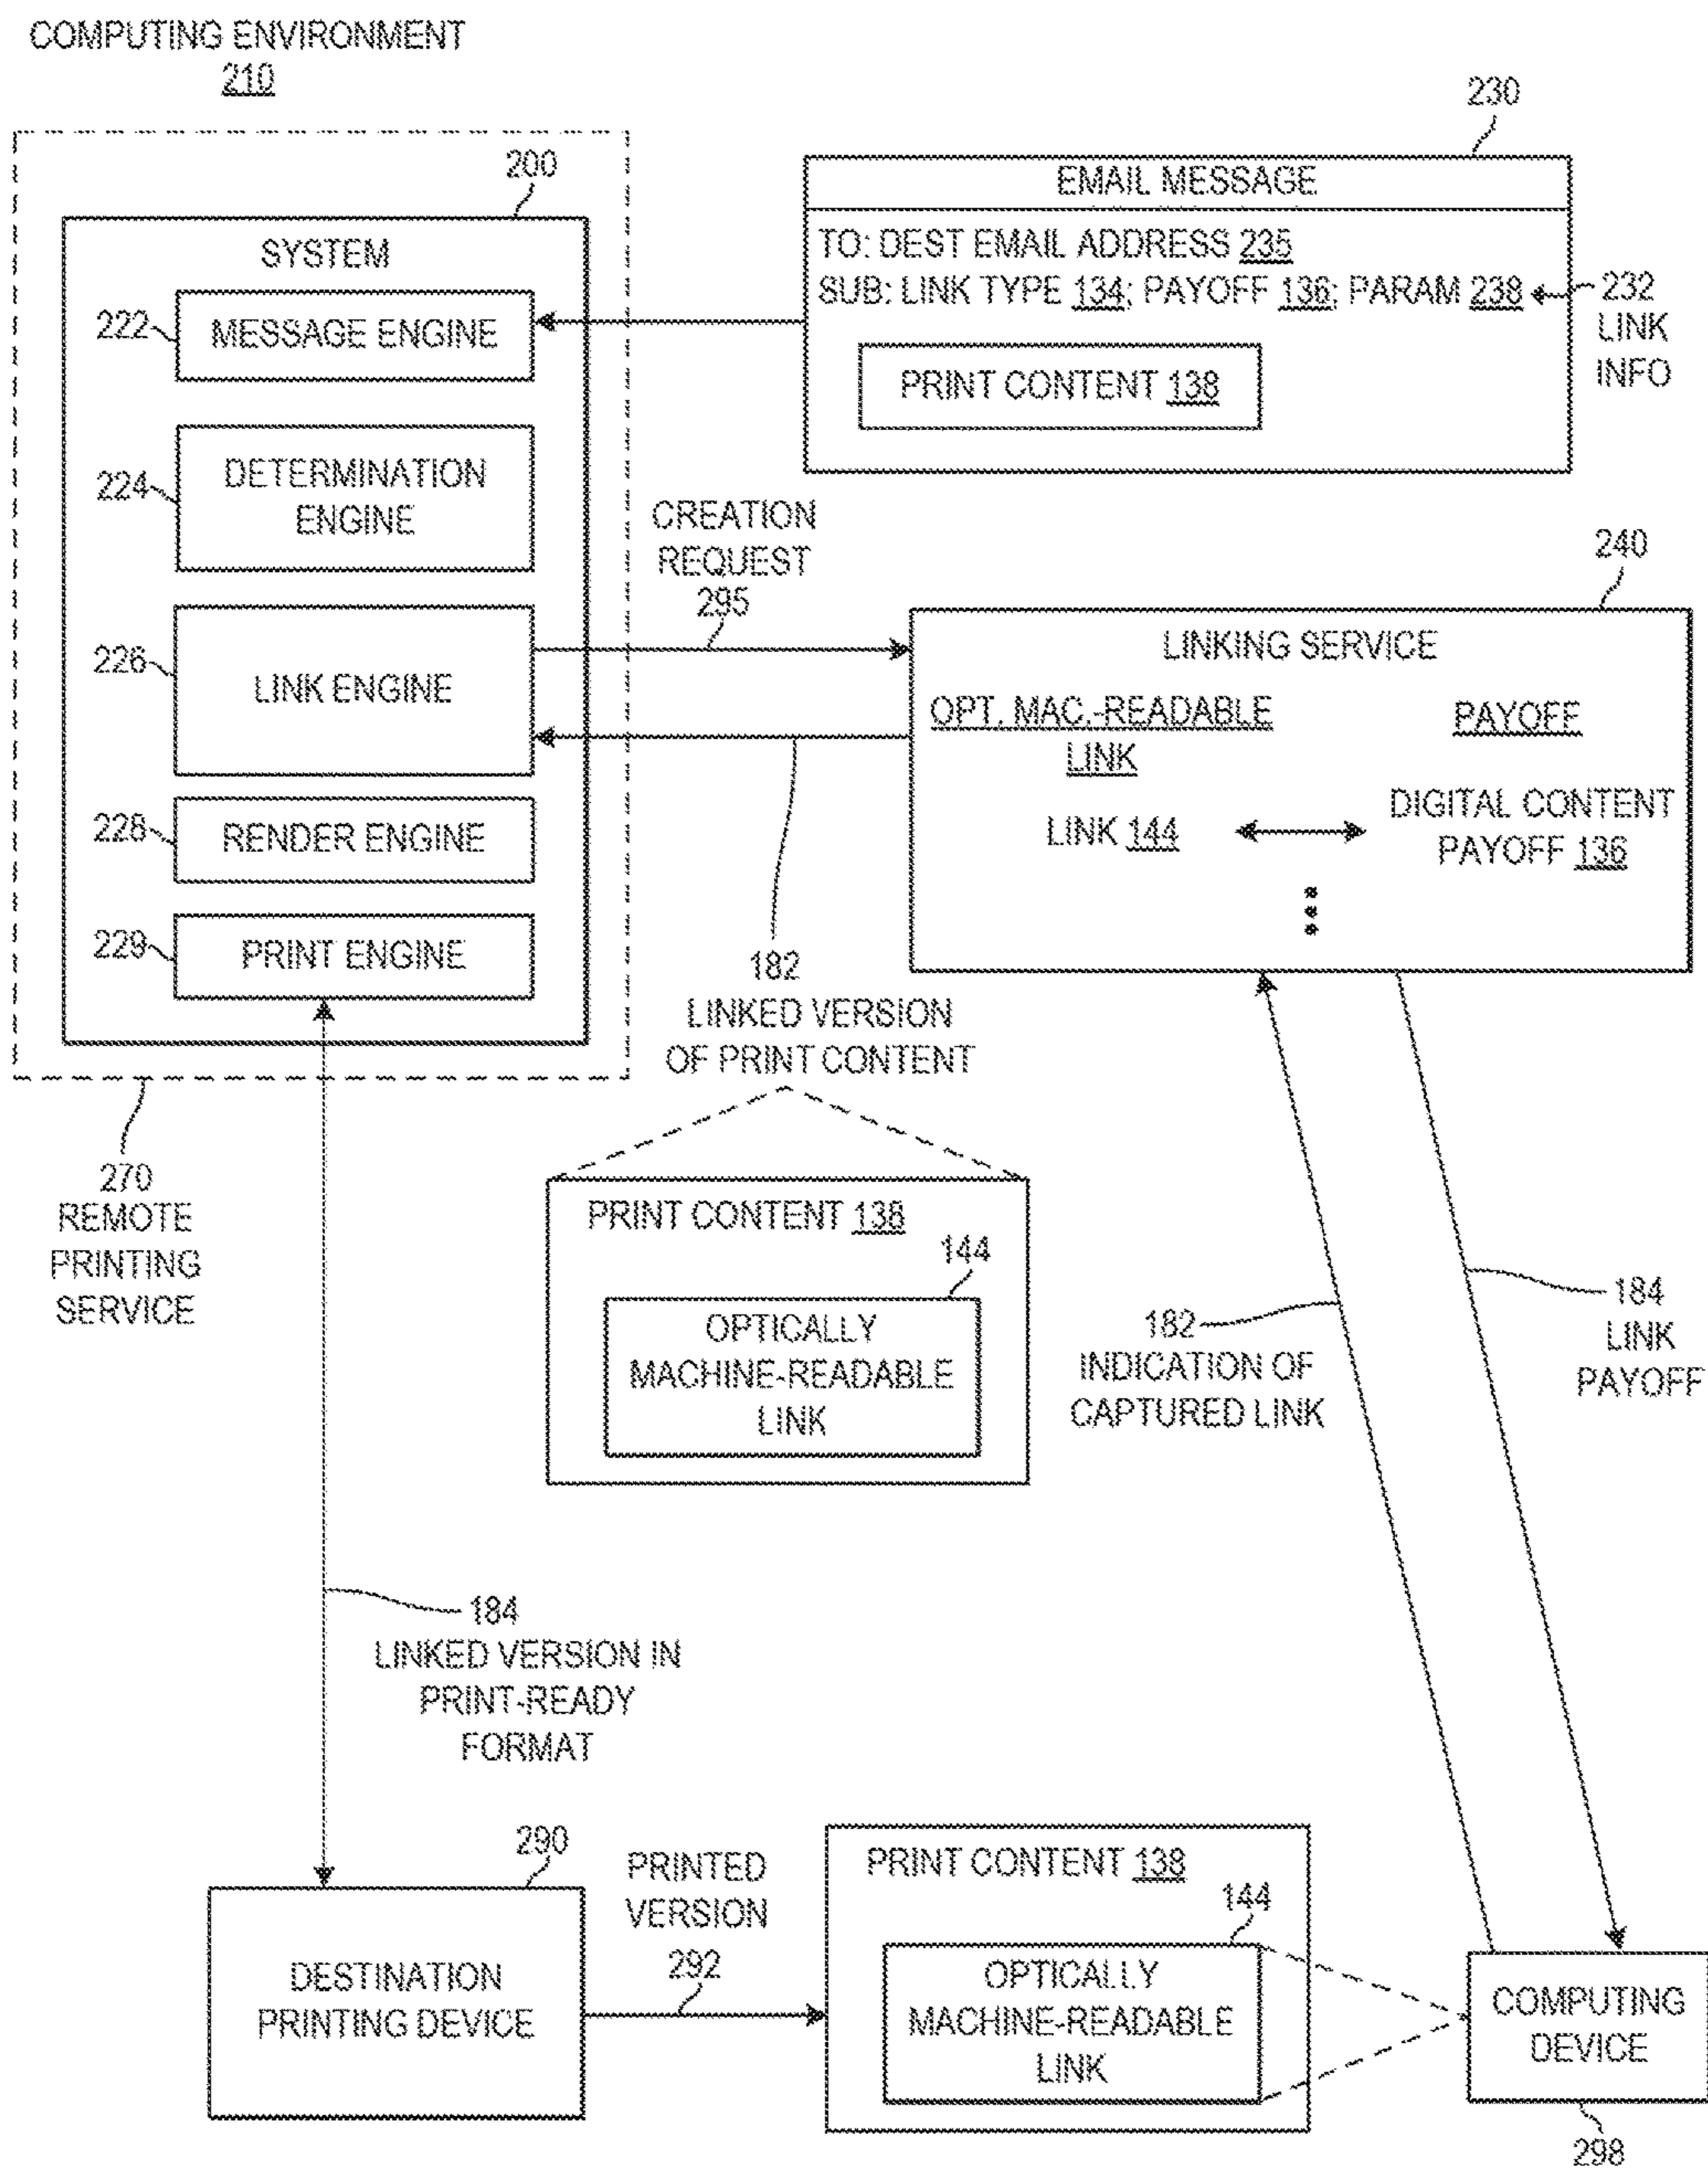 COMPUTING ENVIRONMENT
210
200
SYSTEM
222
MESSAGE ENGINE
224
DETERMINATION
ENGINE
226
LINK ENGINE
228
RENDER ENGINE
229
PRINT ENGINE
270
REMOTE
PRINTING
SERVICE
230
EMAIL MESSAGE
TO: DEST EMAIL ADDRESS 235
SUB: LINK TYPE 134; PAYOFF 136; PARAM 238
232
LINK
INFO
PRINT CONTENT 138
CREATION
REQUEST
295
240
LINKING SERVICE
OPT. MAC.-READABLE
LINK
PAYOFF
LINK 144
DIGITAL CONTENT
PAYOFF 136
182
LINKED VERSION
OF PRINT CONTENT
PRINT CONTENT 138
144
OPTICALLY
MACHINE-READABLE
LINK
182
INDICATION OF
CAPTURED LINK
184
LINK
PAYOFF
184
LINKED VERSION IN
PRINT-READY
FORMAT
290
DESTINATION
PRINTING DEVICE
PRINTED
VERSION
292
PRINT CONTENT 138
144
OPTICALLY
MACHINE-READABLE
LINK
COMPUTING
DEVICE
298